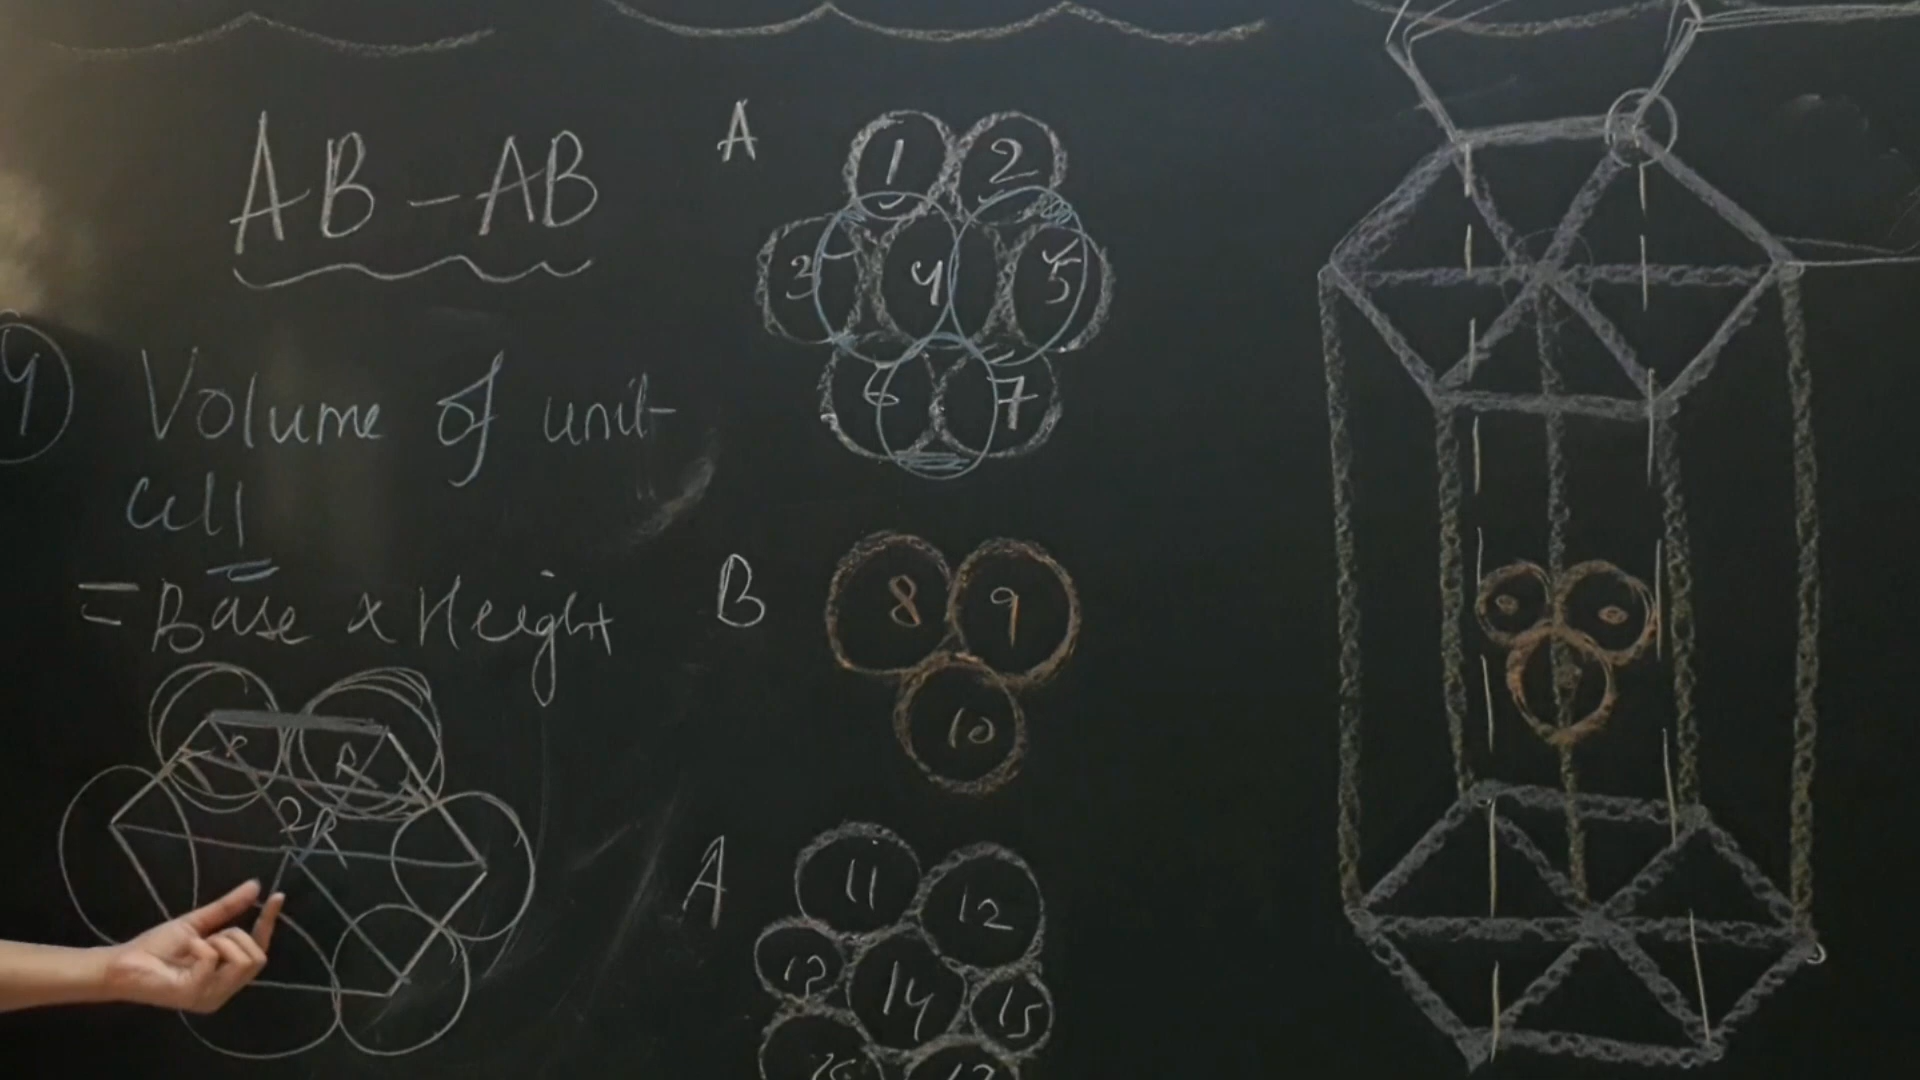 AB-AB
4
Volume of unit
cell
= Base x Height
R R
2R
A
1 2
3 4 5
6 7
B
8 9
10
A
11 12
13 14 15